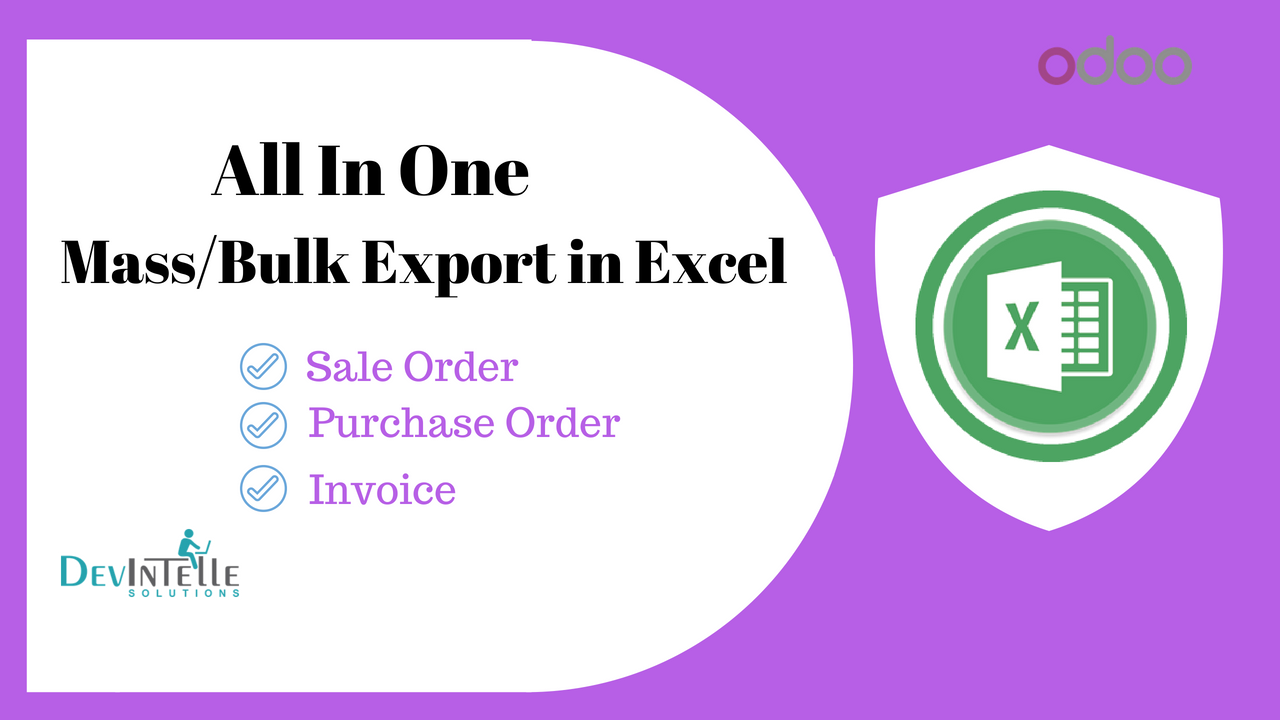 odoo
All In One
Mass/Bulk Export in Excel
Sale Order
Purchase Order
Invoice
DEVINTELLE
SOLUTIONS
X